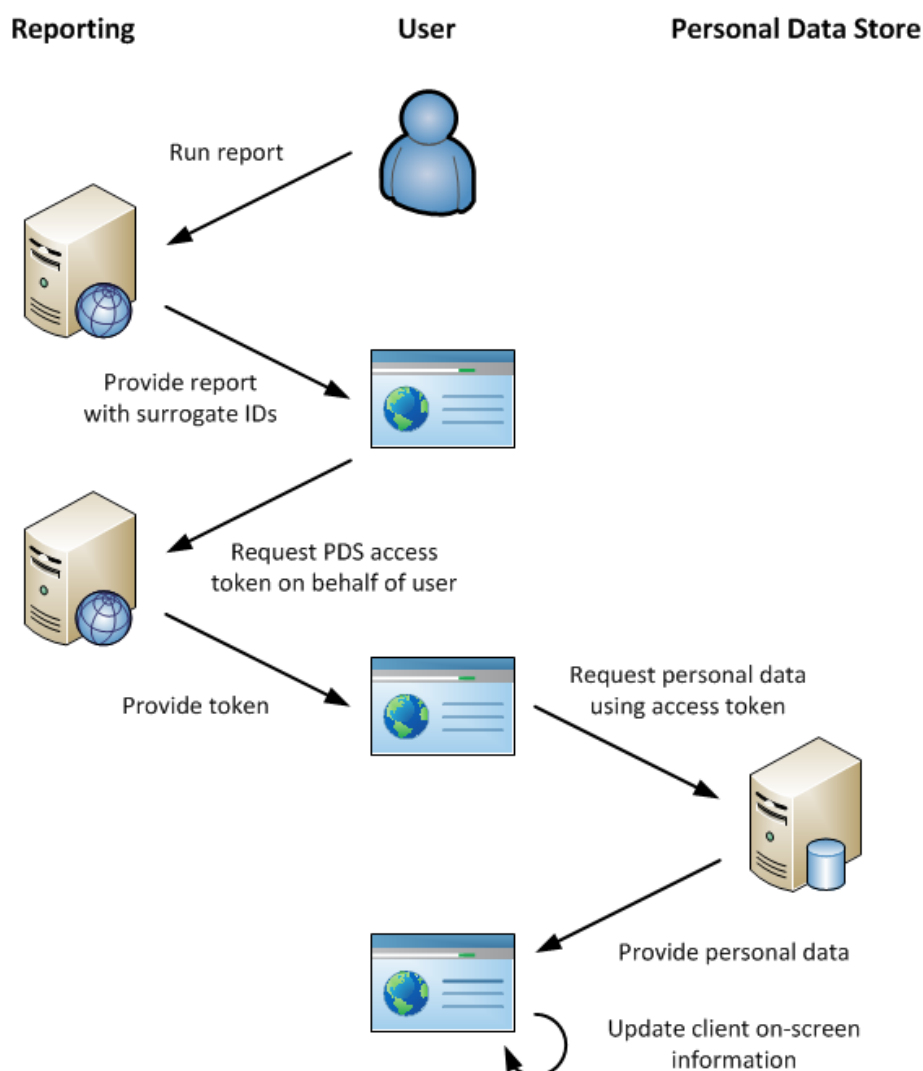 Reporting
User
Personal Data Store
Run report
Provide report
with surrogate IDs
Request PDS access
token on behalf of user
Provide token
Request personal data
using access token
Provide personal data
Update client on-screen
information